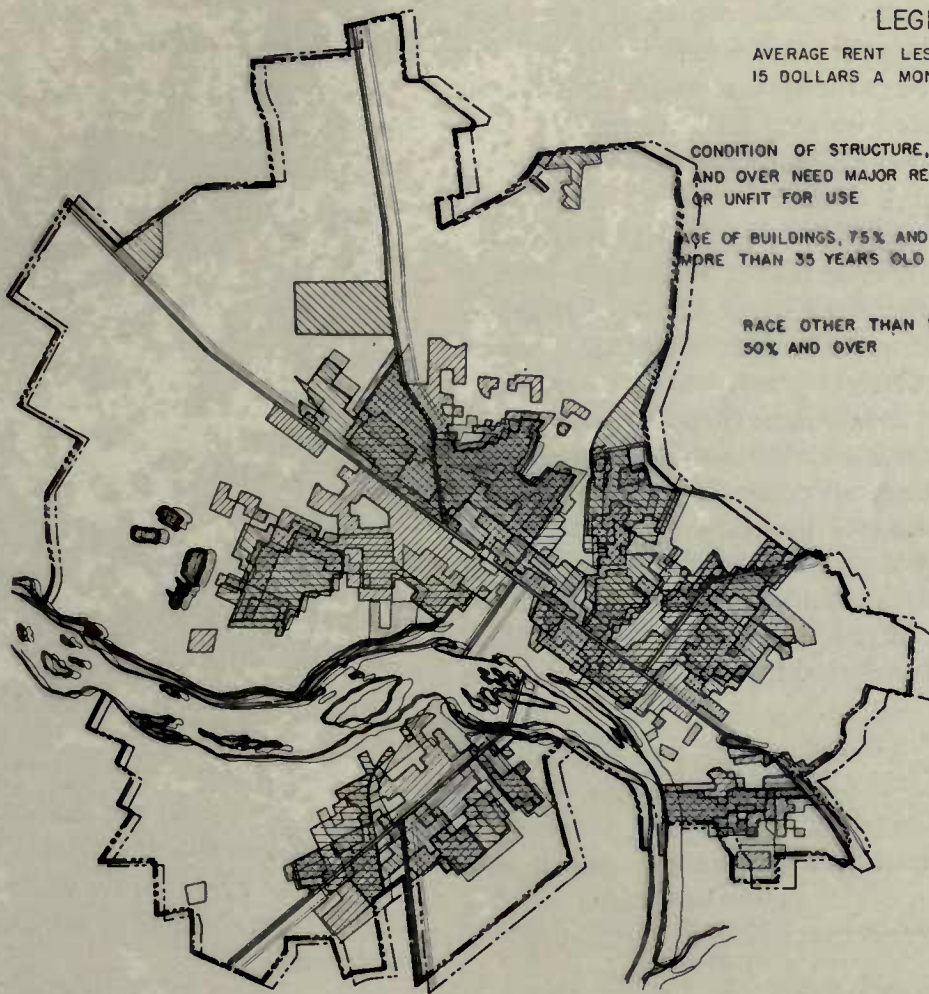 LEG
AVERAGE RENT LES
15 DOLLARS A MON
CONDITION OF STRUCTURE,
AND OVER NEED MAJOR RE
OR UNFIT FOR USE
AGE OF BUILDINGS, 75% AND
MORE THAN 35 YEARS OLD
RACE OTHER THAN
50% AND OVER